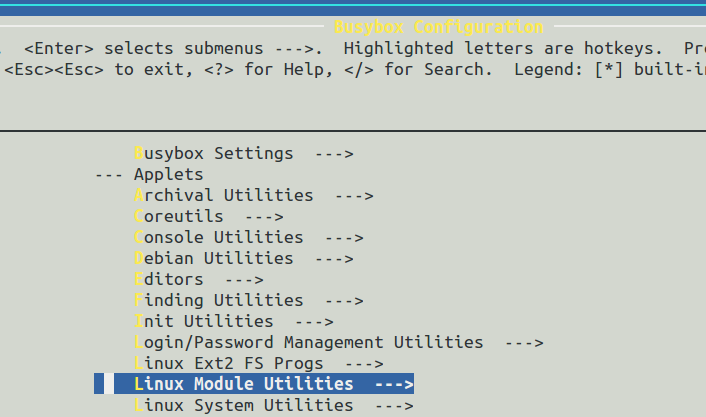 Busybox Configuration
. <Enter> selects submenus --->. Highlighted letters are hotkeys. Pr
<Esc><Esc> to exit, <?> for Help, </> for Search. Legend: [*] built-i
Busybox Settings --->
--- Applets
Archival Utilities --->
Coreutils --->
Console Utilities --->
Debian Utilities --->
Editors --->
Finding Utilities --->
Init Utilities --->
Login/Password Management Utilities --->
Linux Ext2 FS Progs --->
Linux Module Utilities --->
Linux System Utilities --->